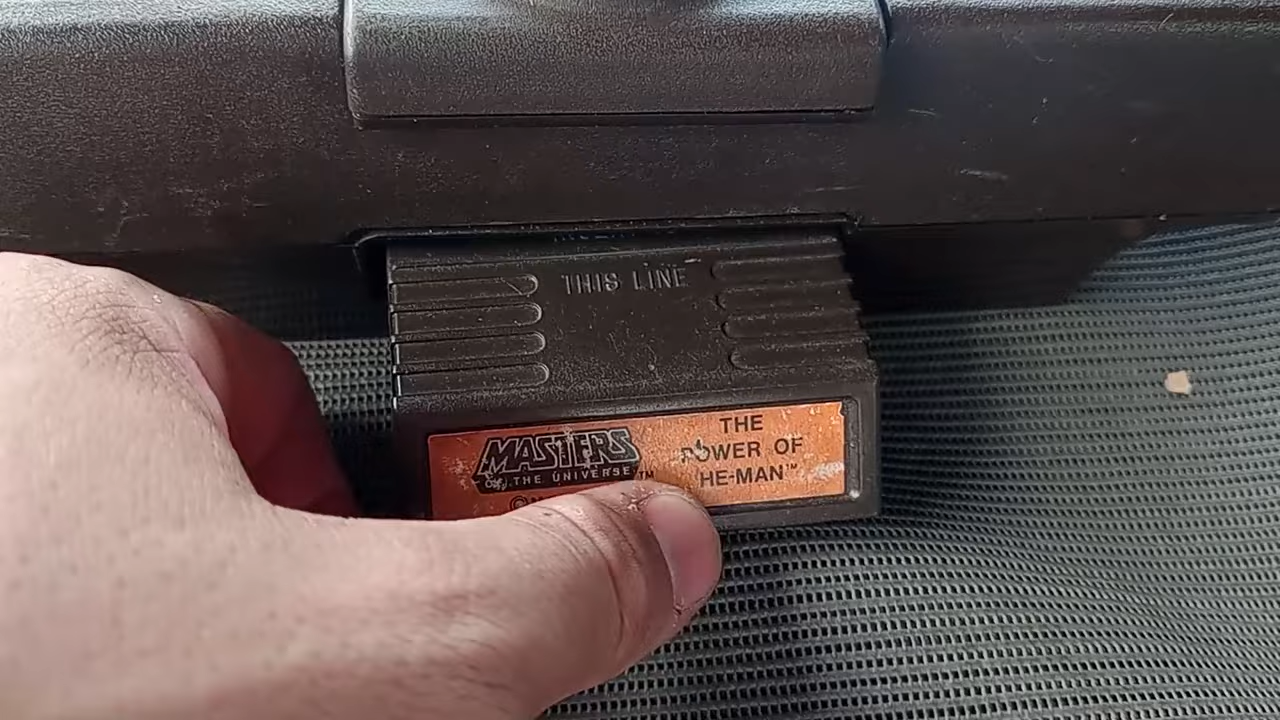 THIS LINE
MASTERS
OF THE UNIVERSE™
©
THE
POWER OF
HE-MAN™